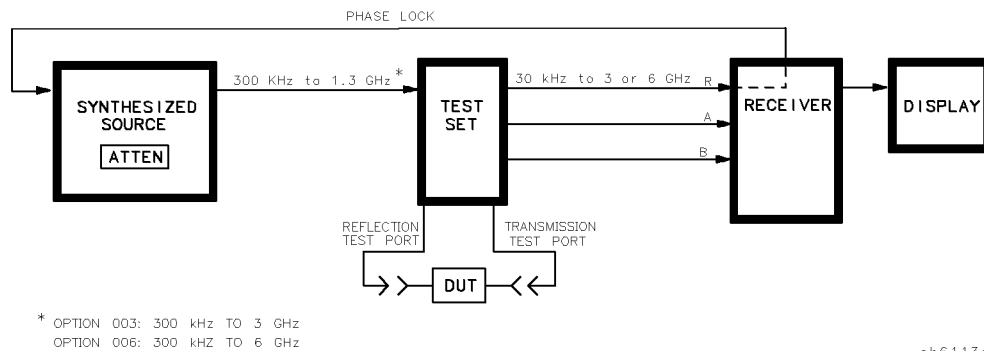 PHASE LOCK
SYNTHESIZED
SOURCE
ATTEN
300 KHz to 1.3 GHz*
TEST
SET
30 kHz to 3 or 6 GHz R
A
B
RECEIVER
DISPLAY
REFLECTION
TEST PORT
TRANSMISSION
TEST PORT
DUT
* OPTION 003: 300 kHz TO 3 GHz
OPTION 006: 300 kHZ TO 6 GHz